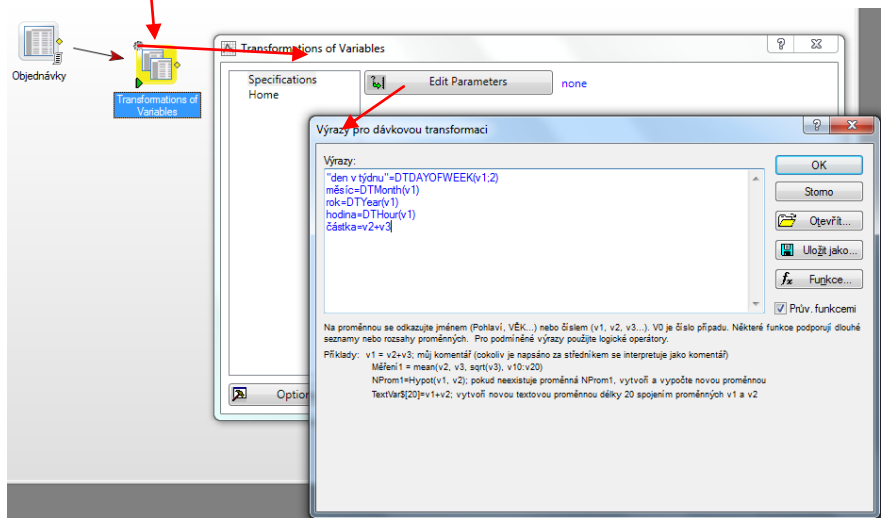 Objednávky
Transformations of
Variables
Transformations of Variables
Specifications
Home
Edit Parameters
none
Výrazy pro dávkovou transformaci
Výrazy:
"den v týdnu"=DTDAYOFWEEK(v1;2)
měsíc=DTMonth(v1)
rok=DTYear(v1)
hodina=DTHour(v1)
částka=v2+v3
OK
Storno
Otevřít...
Uložit jako...
fx Funkce...
Prův. funkcemi
Na proměnnou se odkazujte jménem (Pohlaví, VĚK...) nebo číslem (v1, v2, v3...). V0 je číslo případu. Některé funkce podporují dlouhé
seznamy nebo rozsahy proměnných. Pro podmíněné výrazy použijte logické operátory.
Příklady: v1 = v2+v3; můj komentář (cokoliv je napsáno za středníkem se interpretuje jako komentář)
Měření1 = mean(v2, v3, sqrt(v3), v10:v20)
NProm1=Hypot(v1, v2); pokud neexistuje proměnná NProm1, vytvoří a vypočte novou proměnnou
TextVar$[20]=v1+v2; vytvoří novou textovou proměnnou délky 20 spojením proměnných v1 a v2
Option